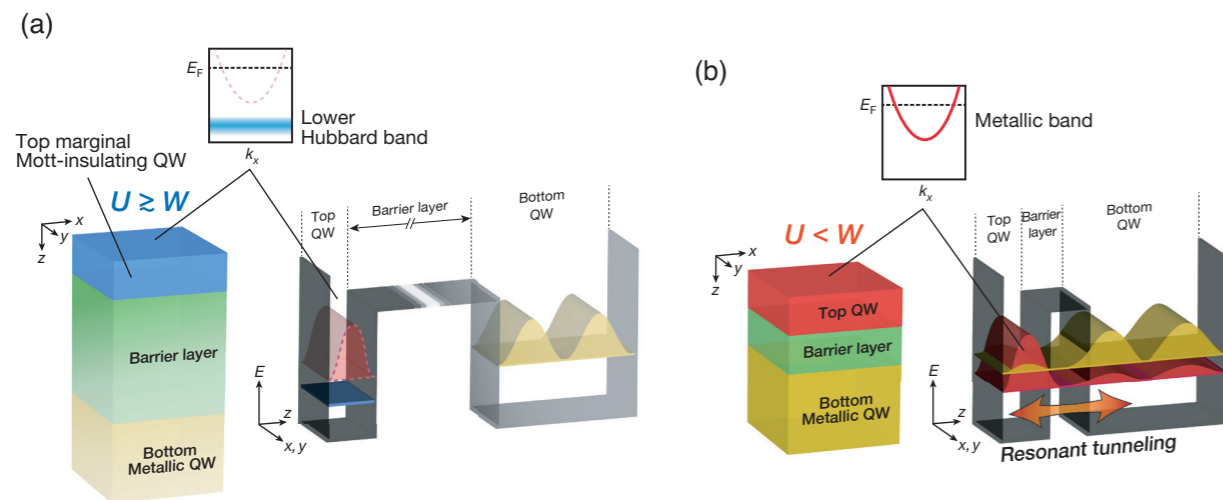 (a)
E_F
Lower
Hubbard band
k_x
Top marginal
Mott-insulating QW
U ≳ W
x
y
z
Top
QW
Barrier layer
Bottom
QW
Barrier layer
Bottom
Metallic QW
E
z
x, y
(b)
E_F
Metallic band
k_x
U < W
x
y
z
Top
QW
Barrier
layer
Bottom
QW
Top QW
Barrier layer
Bottom
Metallic QW
E
z
x, y
Resonant tunneling